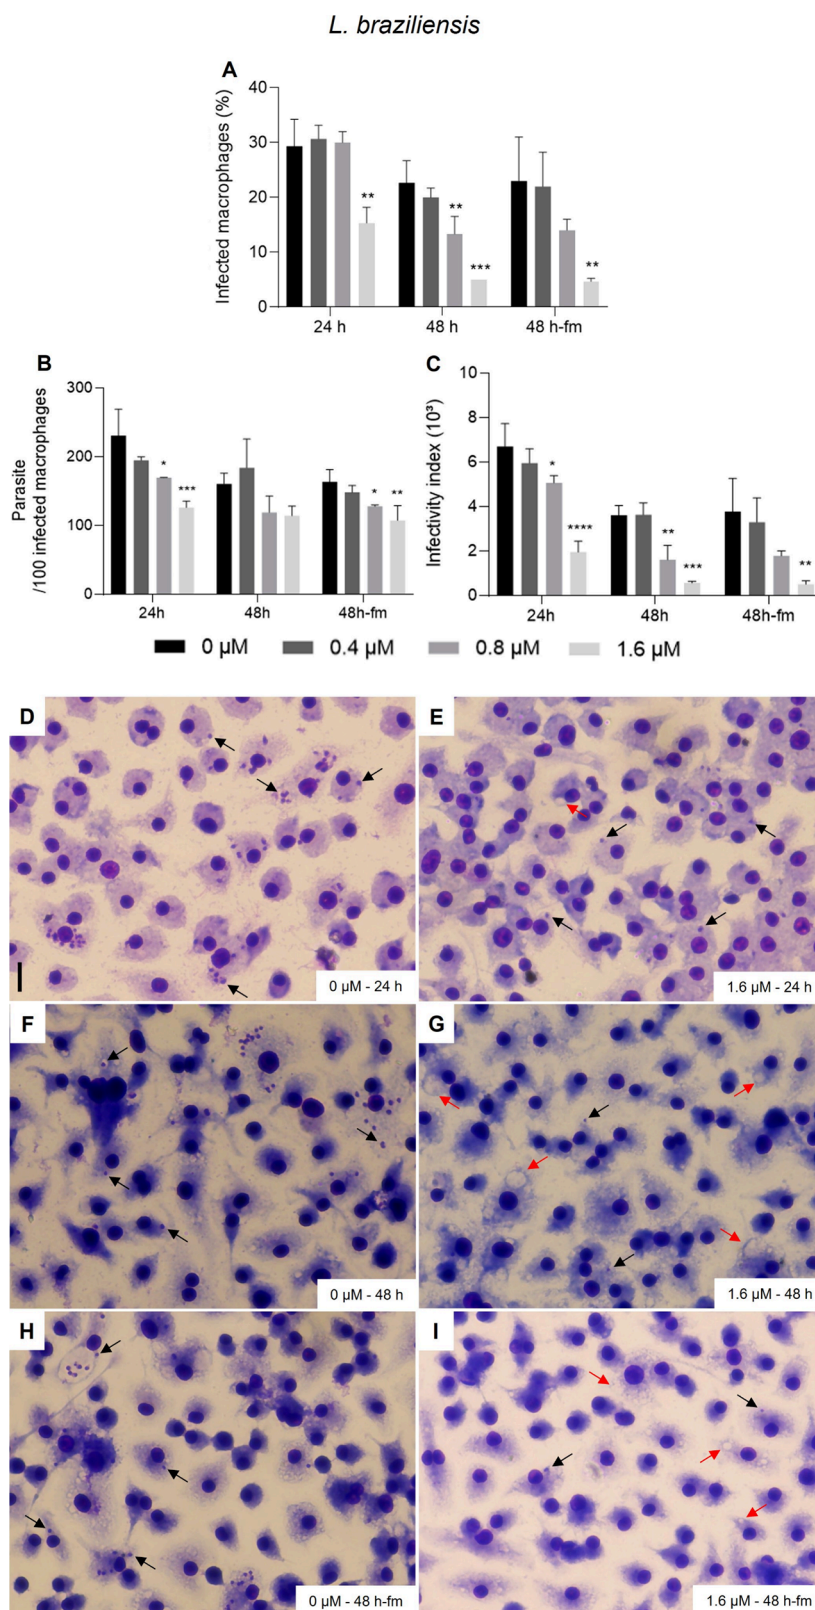 L. braziliensis
A
Infected macrophages (%)
40
30
20
10
0
**
**
***
**
24 h
48 h
48 h-fm
B
Parasite
/100 infected macrophages
300
200
100
0
*
***
*
**
24h
48h
48h-fm
C
Infectivity index (10³)
10
8
6
4
2
0
*
****
**
***
**
24h
48h
48h-fm
0 µM
0.4 µM
0.8 µM
1.6 µM
D
0 µM - 24 h
E
1.6 µM - 24 h
F
0 µM - 48 h
G
1.6 µM - 48 h
H
0 µM - 48 h-fm
I
1.6 µM - 48 h-fm